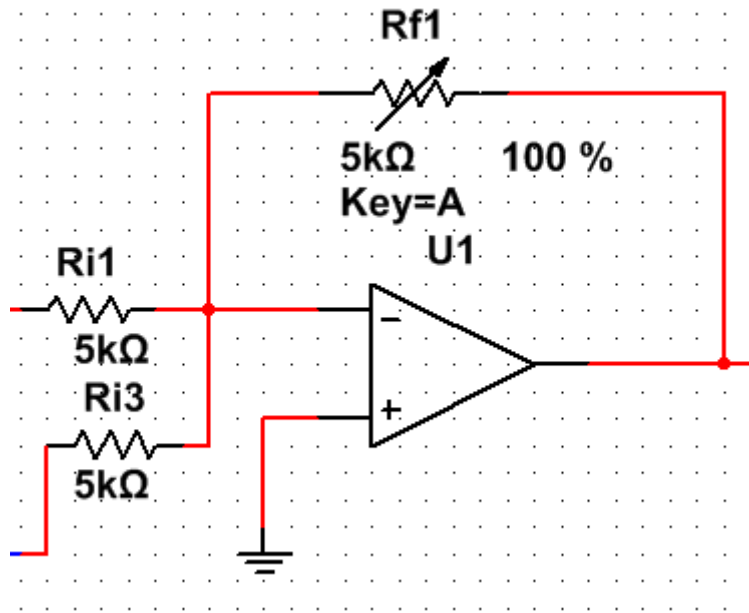 Rf1
5kΩ 100 %
Key=A
U1
Ri1
5kΩ
Ri3
5kΩ
−
+